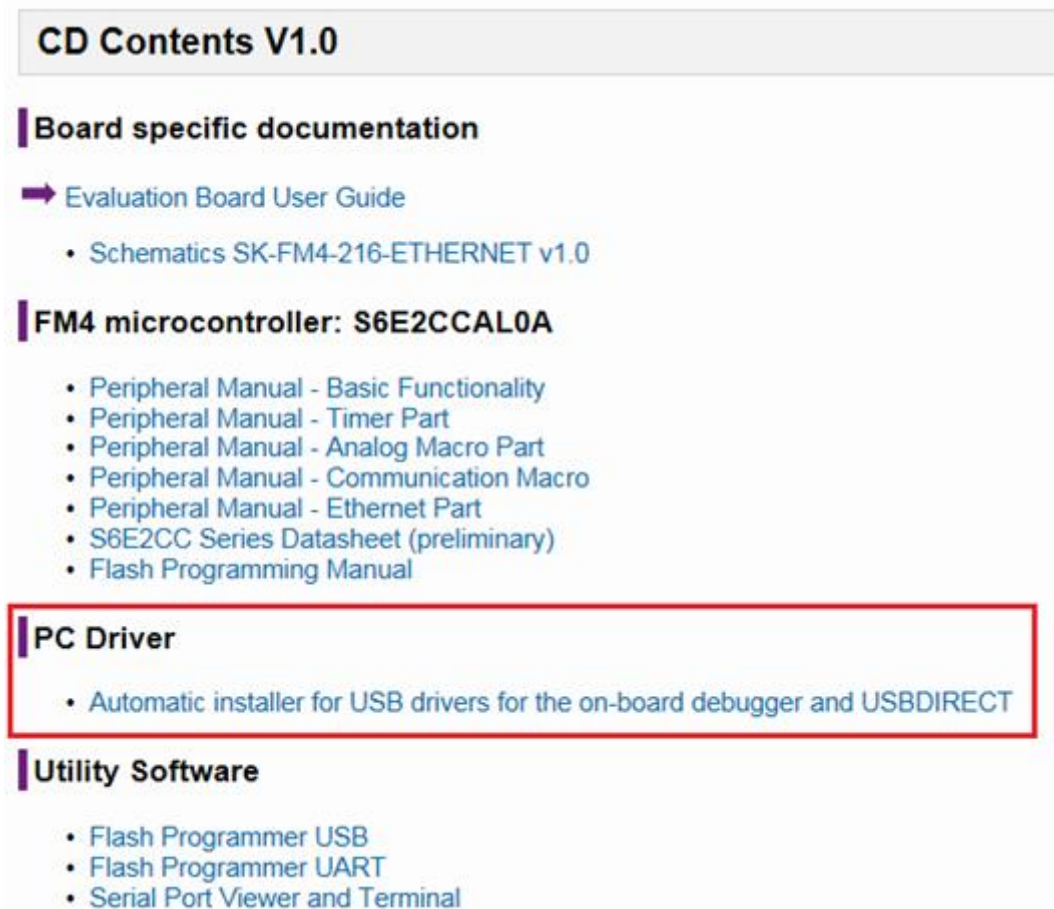 CD Contents V1.0
Board specific documentation
Evaluation Board User Guide
• Schematics SK-FM4-216-ETHERNET v1.0
FM4 microcontroller: S6E2CCAL0A
• Peripheral Manual - Basic Functionality
• Peripheral Manual - Timer Part
• Peripheral Manual - Analog Macro Part
• Peripheral Manual - Communication Macro
• Peripheral Manual - Ethernet Part
• S6E2CC Series Datasheet (preliminary)
• Flash Programming Manual
PC Driver
• Automatic installer for USB drivers for the on-board debugger and USBDIRECT
Utility Software
• Flash Programmer USB
• Flash Programmer UART
• Serial Port Viewer and Terminal